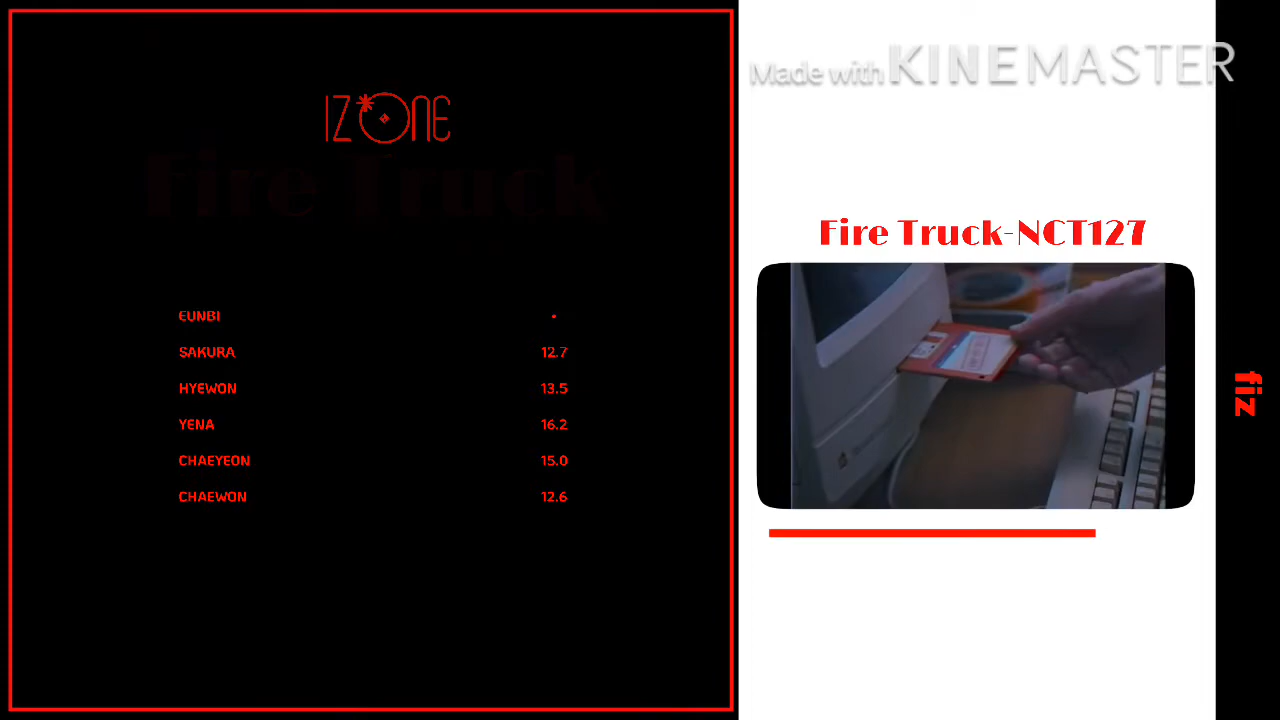 IZ*ONE
Fire Truck
EUNBI •
SAKURA 12.7
HYEWON 13.5
YENA 16.2
CHAEYEON 15.0
CHAEWON 12.6
Made with KINEMASTER
Fire Truck-NCT127
fiz